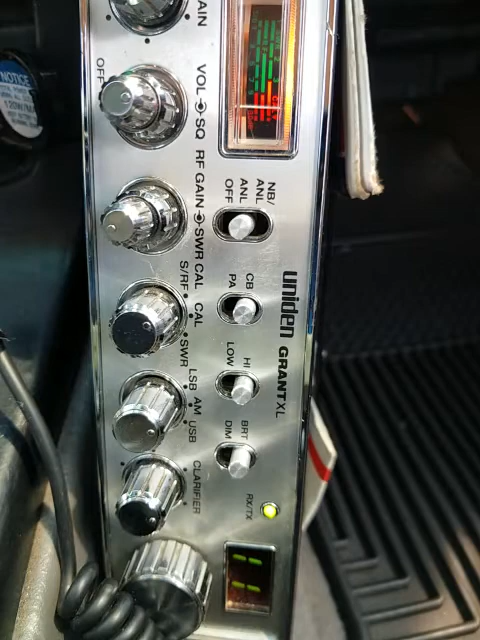 AIN
OFF
VOL SQ
RF GAIN SWR CAL
S/RF CAL SWR
LSB AM USB
CLARIFIER
NB/
ANL ANL OFF
CB PA
HI LOW
BRT DIM
uniden GRANT XL
RX/TX
NOTICE